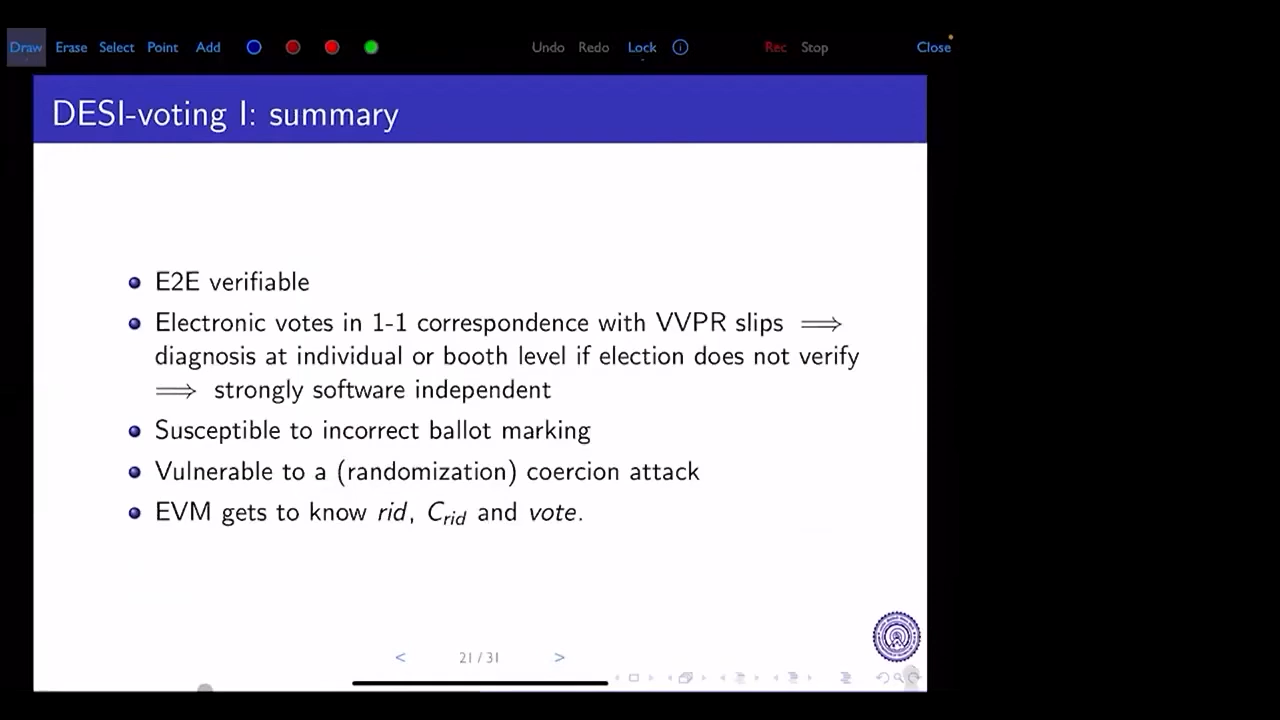 Draw Erase Select Point Add Undo Redo Lock Rec Stop Close
DESI-voting I: summary
E2E verifiable
Electronic votes in 1-1 correspondence with VVPR slips ⟹
diagnosis at individual or booth level if election does not verify
⟹ strongly software independent
Susceptible to incorrect ballot marking
Vulnerable to a (randomization) coercion attack
EVM gets to know rid, C_rid and vote.
< 21 / 31 >